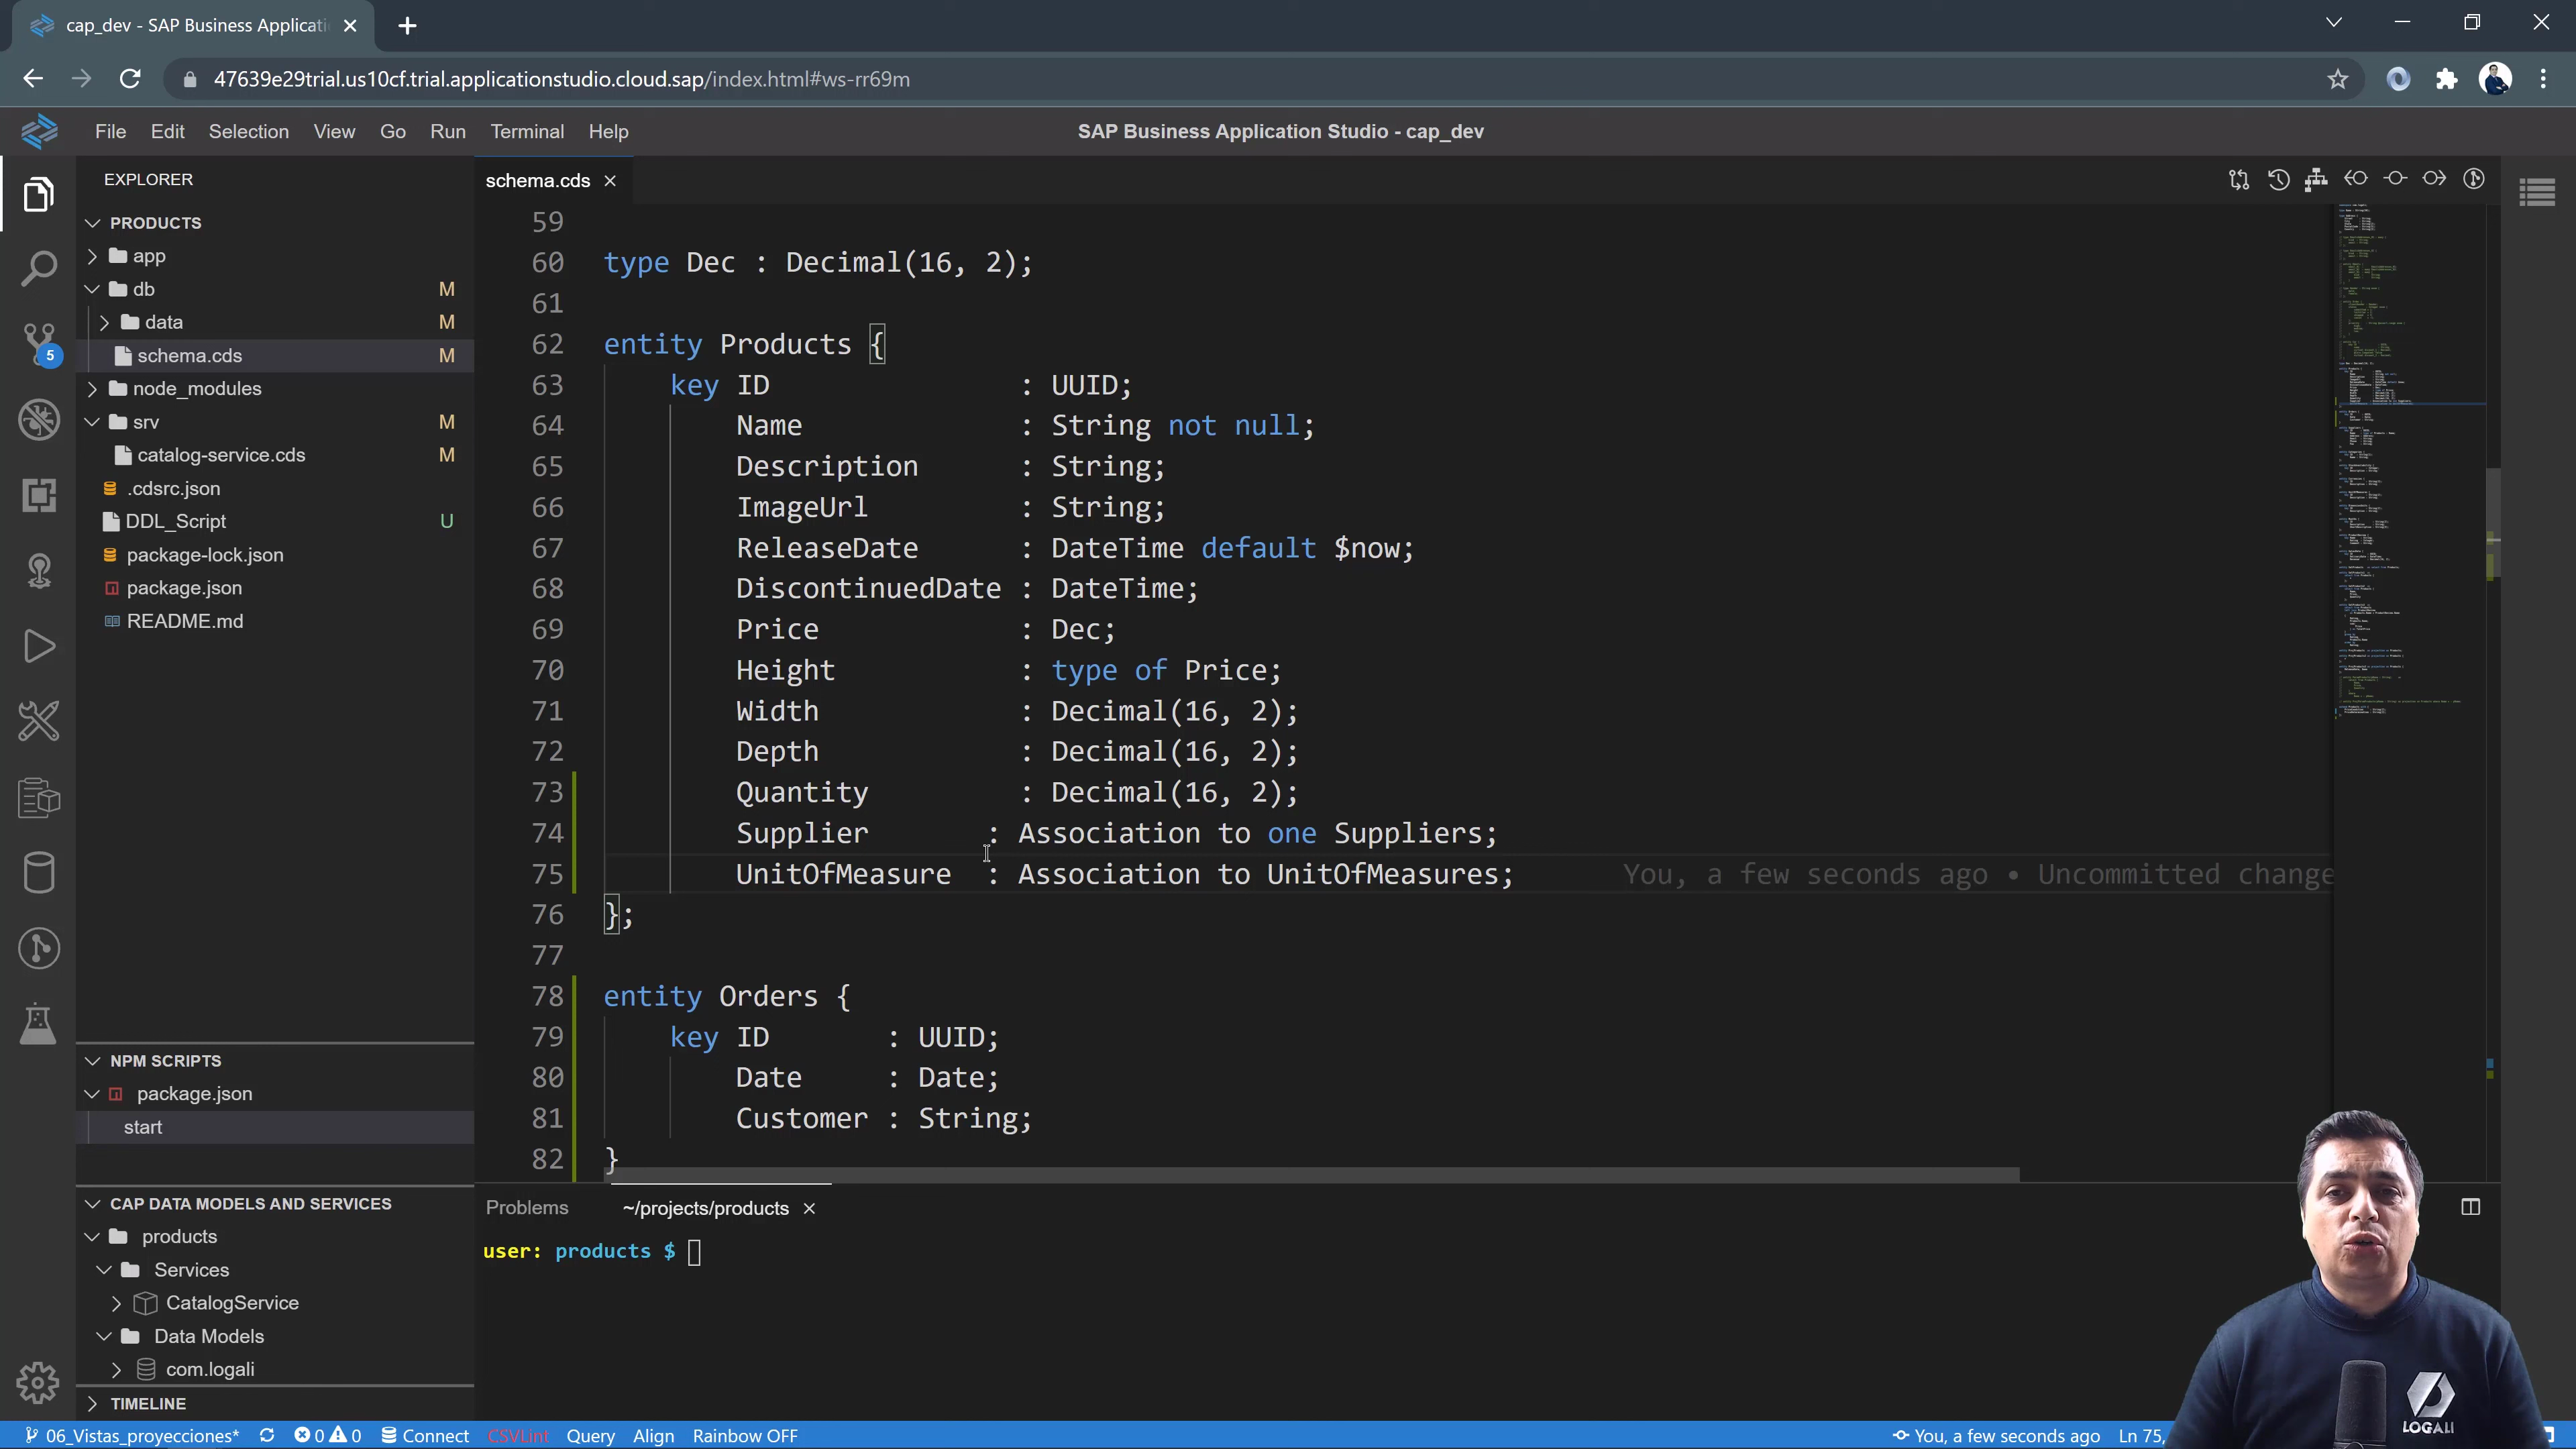 cap_dev - SAP Business Applicati
47639e29trial.us10cf.trial.applicationstudio.cloud.sap/index.html#ws-rr69m
File Edit Selection View Go Run Terminal Help
SAP Business Application Studio - cap_dev
EXPLORER
PRODUCTS
app
db M
data M
schema.cds M
node_modules
srv M
catalog-service.cds M
.cdsrc.json
DDL_Script U
package-lock.json
package.json
README.md
5
NPM SCRIPTS
package.json
start
CAP DATA MODELS AND SERVICES
products
Services
CatalogService
Data Models
com.logali
TIMELINE
schema.cds
59
60 type Dec : Decimal(16, 2);
61
62 entity Products {
63 key ID : UUID;
64 Name : String not null;
65 Description : String;
66 ImageUrl : String;
67 ReleaseDate : DateTime default $now;
68 DiscontinuedDate : DateTime;
69 Price : Dec;
70 Height : type of Price;
71 Width : Decimal(16, 2);
72 Depth : Decimal(16, 2);
73 Quantity : Decimal(16, 2);
74 Supplier : Association to one Suppliers;
75 UnitOfMeasure : Association to UnitOfMeasures; You, a few seconds ago • Uncommitted change
76 };
77
78 entity Orders {
79 key ID : UUID;
80 Date : Date;
81 Customer : String;
82 }
Problems ~/projects/products
user: products $
LOGALI
06_Vistas_proyecciones* 0 0 Connect CSVLint Query Align Rainbow OFF You, a few seconds ago Ln 75,